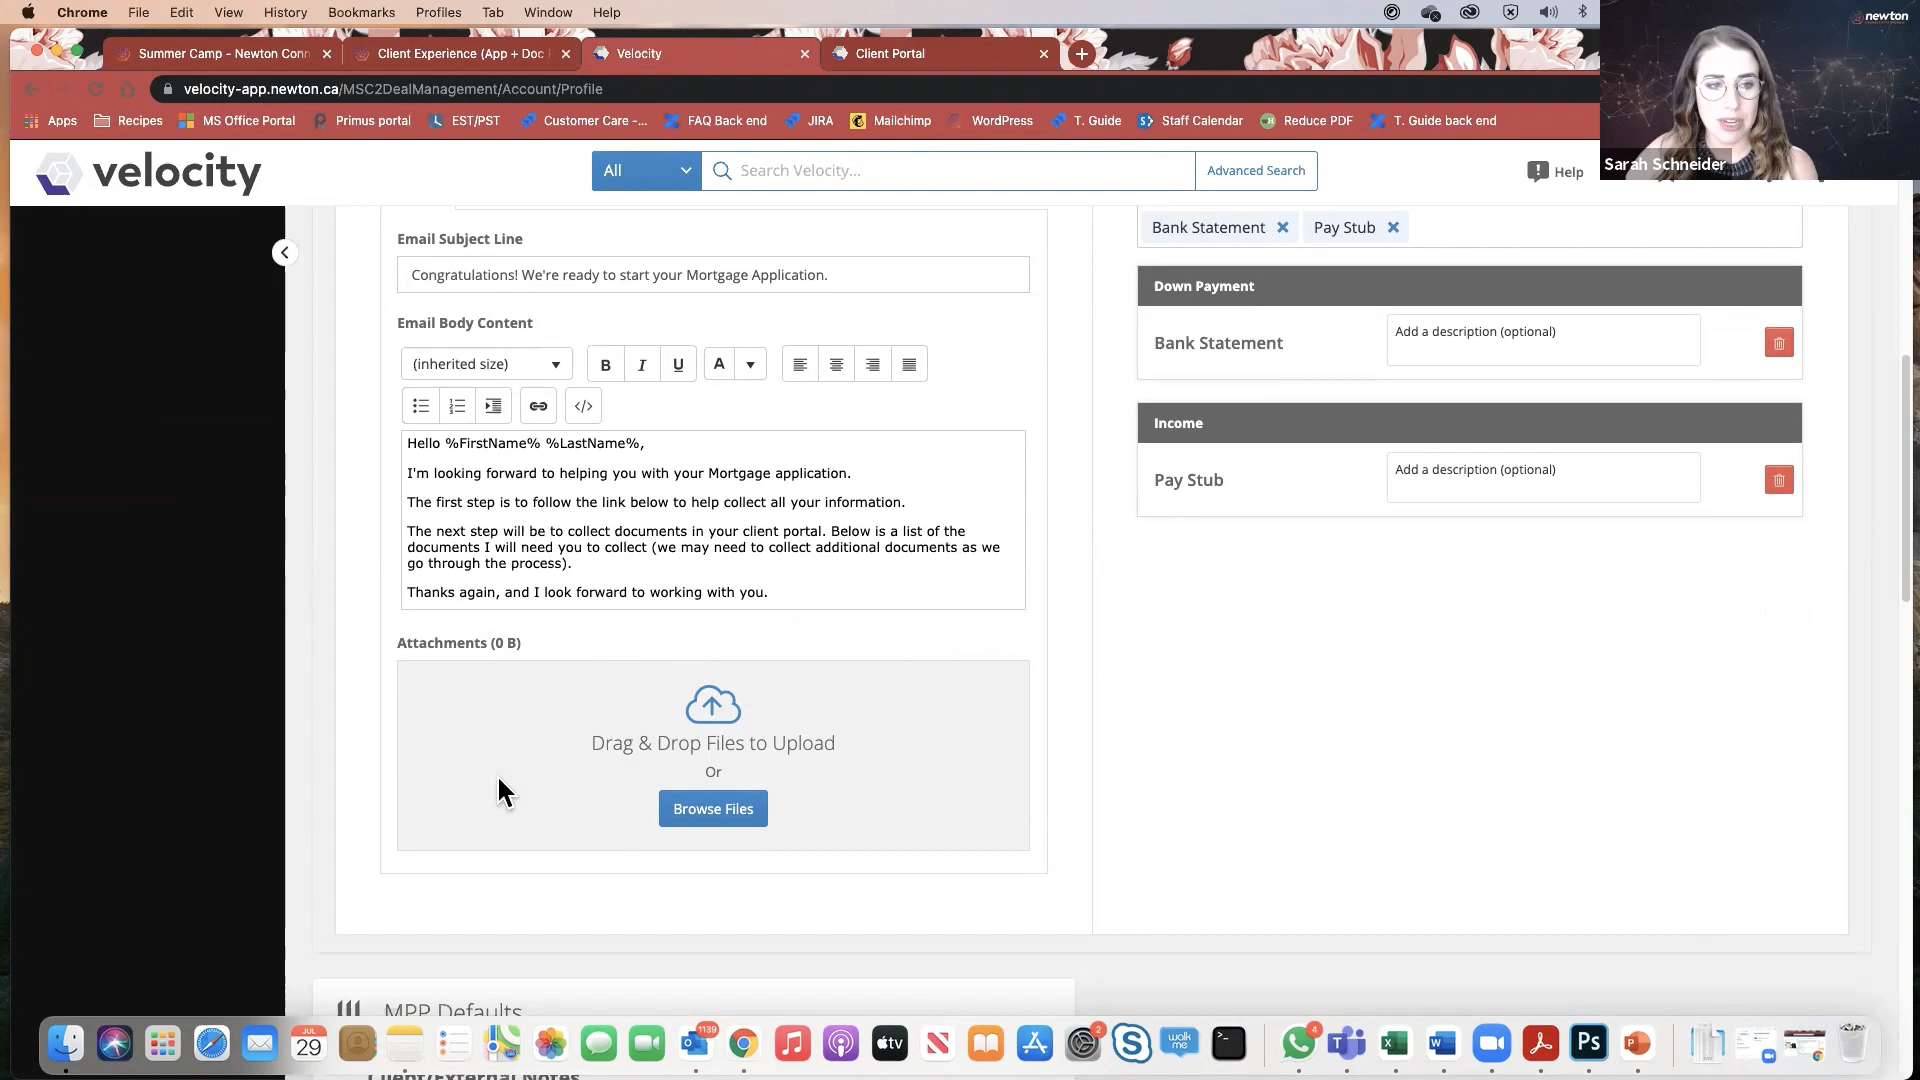 Chrome File Edit View History Bookmarks Profiles Tab Window Help
newton
Summer Camp - Newton Conn
Client Experience (App + Doc
Velocity
Client Portal
velocity-app.newton.ca/MSC2DealManagement/Account/Profile
Apps Recipes MS Office Portal Primus portal EST/PST Customer Care -... FAQ Back end JIRA Mailchimp WordPress T. Guide Staff Calendar Reduce PDF T. Guide back end
Sarah Schneider
velocity
All
Search Velocity...
Advanced Search
Help
Email Subject Line
Congratulations! We're ready to start your Mortgage Application.
Email Body Content
(inherited size)
B I U A
Hello %FirstName% %LastName%,
I'm looking forward to helping you with your Mortgage application.
The first step is to follow the link below to help collect all your information.
The next step will be to collect documents in your client portal. Below is a list of the
documents I will need you to collect (we may need to collect additional documents as we
go through the process).
Thanks again, and I look forward to working with you.
Attachments (0 B)
Drag & Drop Files to Upload
Or
Browse Files
Bank Statement
Pay Stub
Down Payment
Bank Statement
Add a description (optional)
Income
Pay Stub
Add a description (optional)
MPP Defaults
Client/External Notes
JUL
29
1139
tv
2
walk
me
4
Ps